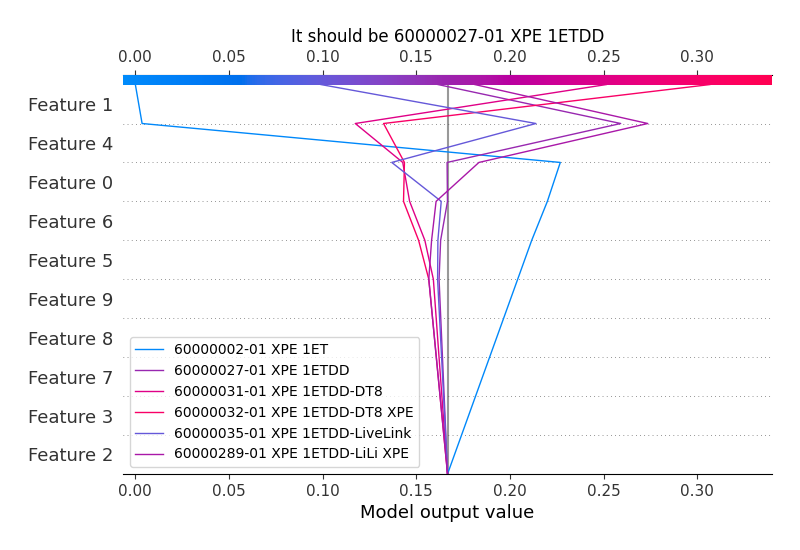 It should be 60000027-01 XPE 1ETDD
0.00 0.05 0.10 0.15 0.20 0.25 0.30
Feature 1
Feature 4
Feature 0
Feature 6
Feature 5
Feature 9
Feature 8
Feature 7
Feature 3
Feature 2
60000002-01 XPE 1ET
60000027-01 XPE 1ETDD
60000031-01 XPE 1ETDD-DT8
60000032-01 XPE 1ETDD-DT8 XPE
60000035-01 XPE 1ETDD-LiveLink
60000289-01 XPE 1ETDD-LiLi XPE
0.00 0.05 0.10 0.15 0.20 0.25 0.30
Model output value